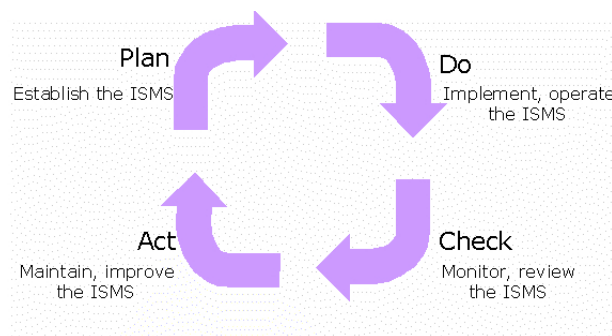 Plan
Establish the ISMS
Do
Implement, operate
the ISMS
Act
Maintain, improve
the ISMS
Check
Monitor, review
the ISMS